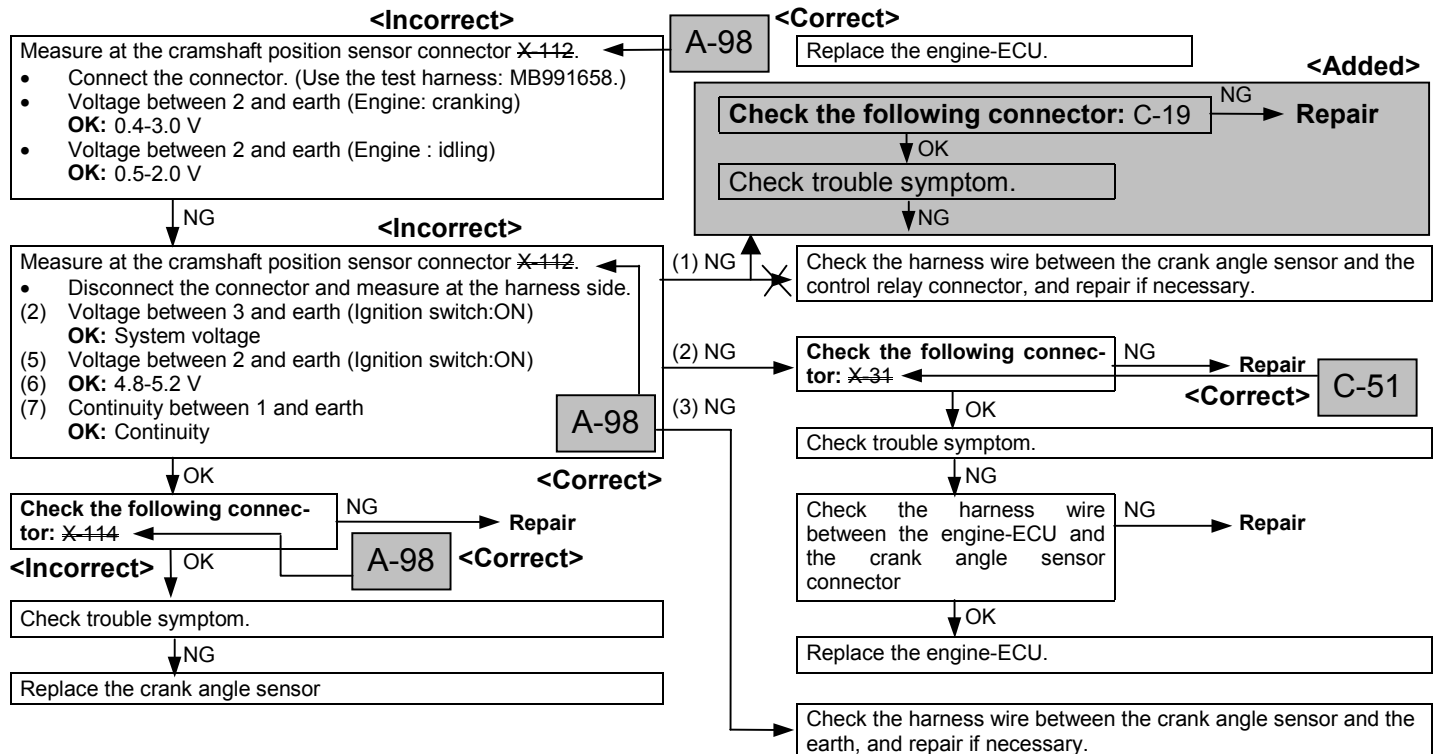 <Incorrect>
<Correct>
Measure at the cramshaft position sensor connector X-112.
• Connect the connector. (Use the test harness: MB991658.)
• Voltage between 2 and earth (Engine: cranking)
OK: 0.4-3.0 V
• Voltage between 2 and earth (Engine : idling)
OK: 0.5-2.0 V
A-98
Replace the engine-ECU.
<Added>
Check the following connector: C-19
NG
Repair
OK
Check trouble symptom.
NG
NG
<Incorrect>
Measure at the cramshaft position sensor connector X-112.
• Disconnect the connector and measure at the harness side.
(2) Voltage between 3 and earth (Ignition switch:ON)
OK: System voltage
(5) Voltage between 2 and earth (Ignition switch:ON)
(6) OK: 4.8-5.2 V
(7) Continuity between 1 and earth
OK: Continuity
A-98
<Correct>
(1) NG
Check the harness wire between the crank angle sensor and the
control relay connector, and repair if necessary.
(2) NG
Check the following connec-
tor: X-31
NG
Repair
<Correct>
C-51
OK
Check trouble symptom.
NG
Check the harness wire
between the engine-ECU and
the crank angle sensor
connector
NG
Repair
OK
Replace the engine-ECU.
(3) NG
Check the harness wire between the crank angle sensor and the
earth, and repair if necessary.
OK
Check the following connec-
tor: X-114
NG
Repair
<Incorrect>
OK
A-98
<Correct>
Check trouble symptom.
NG
Replace the crank angle sensor